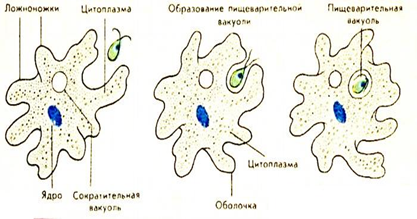 Ложноножки
Цитоплазма
Образование пищеварительной
вакуоли
Пищеварительная
вакуоль
Ядро
Сократительная
вакуоль
Цитоплазма
Оболочка